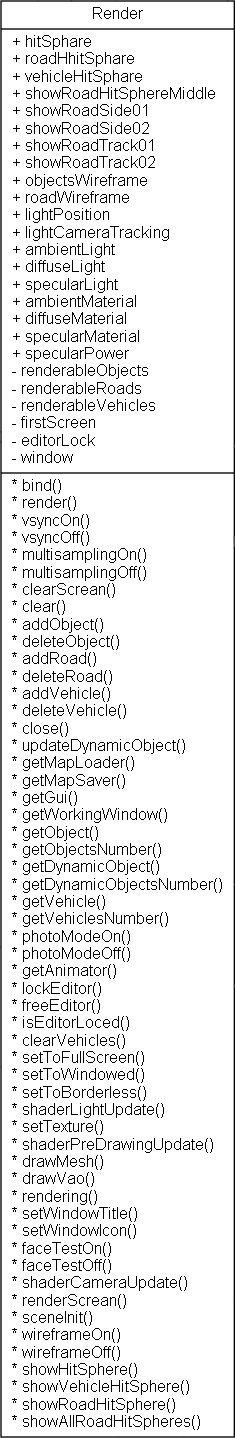 Render
+ hitSphare
+ roadHhitSphare
+ vehicleHitSphare
+ showRoadHitSphereMiddle
+ showRoadSide01
+ showRoadSide02
+ showRoadTrack01
+ showRoadTrack02
+ objectsWireframe
+ roadWireframe
+ lightPosition
+ lightCameraTracking
+ ambientLight
+ diffuseLight
+ specularLight
+ ambientMaterial
+ diffuseMaterial
+ specularMaterial
+ specularPower
- renderableObjects
- renderableRoads
- renderableVehicles
- firstScreen
- editorLock
- window
* bind()
* render()
* vsyncOn()
* vsyncOff()
* multisamplingOn()
* multisamplingOff()
* clearScrean()
* clear()
* addObject()
* deleteObject()
* addRoad()
* deleteRoad()
* addVehicle()
* deleteVehicle()
* close()
* updateDynamicObject()
* getMapLoader()
* getMapSaver()
* getGui()
* getWorkingWindow()
* getObject()
* getObjectsNumber()
* getDynamicObject()
* getDynamicObjectsNumber()
* getVehicle()
* getVehiclesNumber()
* photoModeOn()
* photoModeOff()
* getAnimator()
* lockEditor()
* freeEditor()
* isEditorLoced()
* clearVehicles()
* setToFullScreen()
* setToWindowed()
* setToBorderless()
* shaderLightUpdate()
* setTexture()
* shaderPreDrawingUpdate()
* drawMesh()
* drawVao()
* rendering()
* setWindowTitle()
* setWindowIcon()
* faceTestOn()
* faceTestOff()
* shaderCameraUpdate()
* renderScrean()
* sceneInit()
* wireframeOn()
* wireframeOff()
* showHitSphere()
* showVehicleHitSphere()
* showRoadHitSphere()
* showAllRoadHitSpheres()